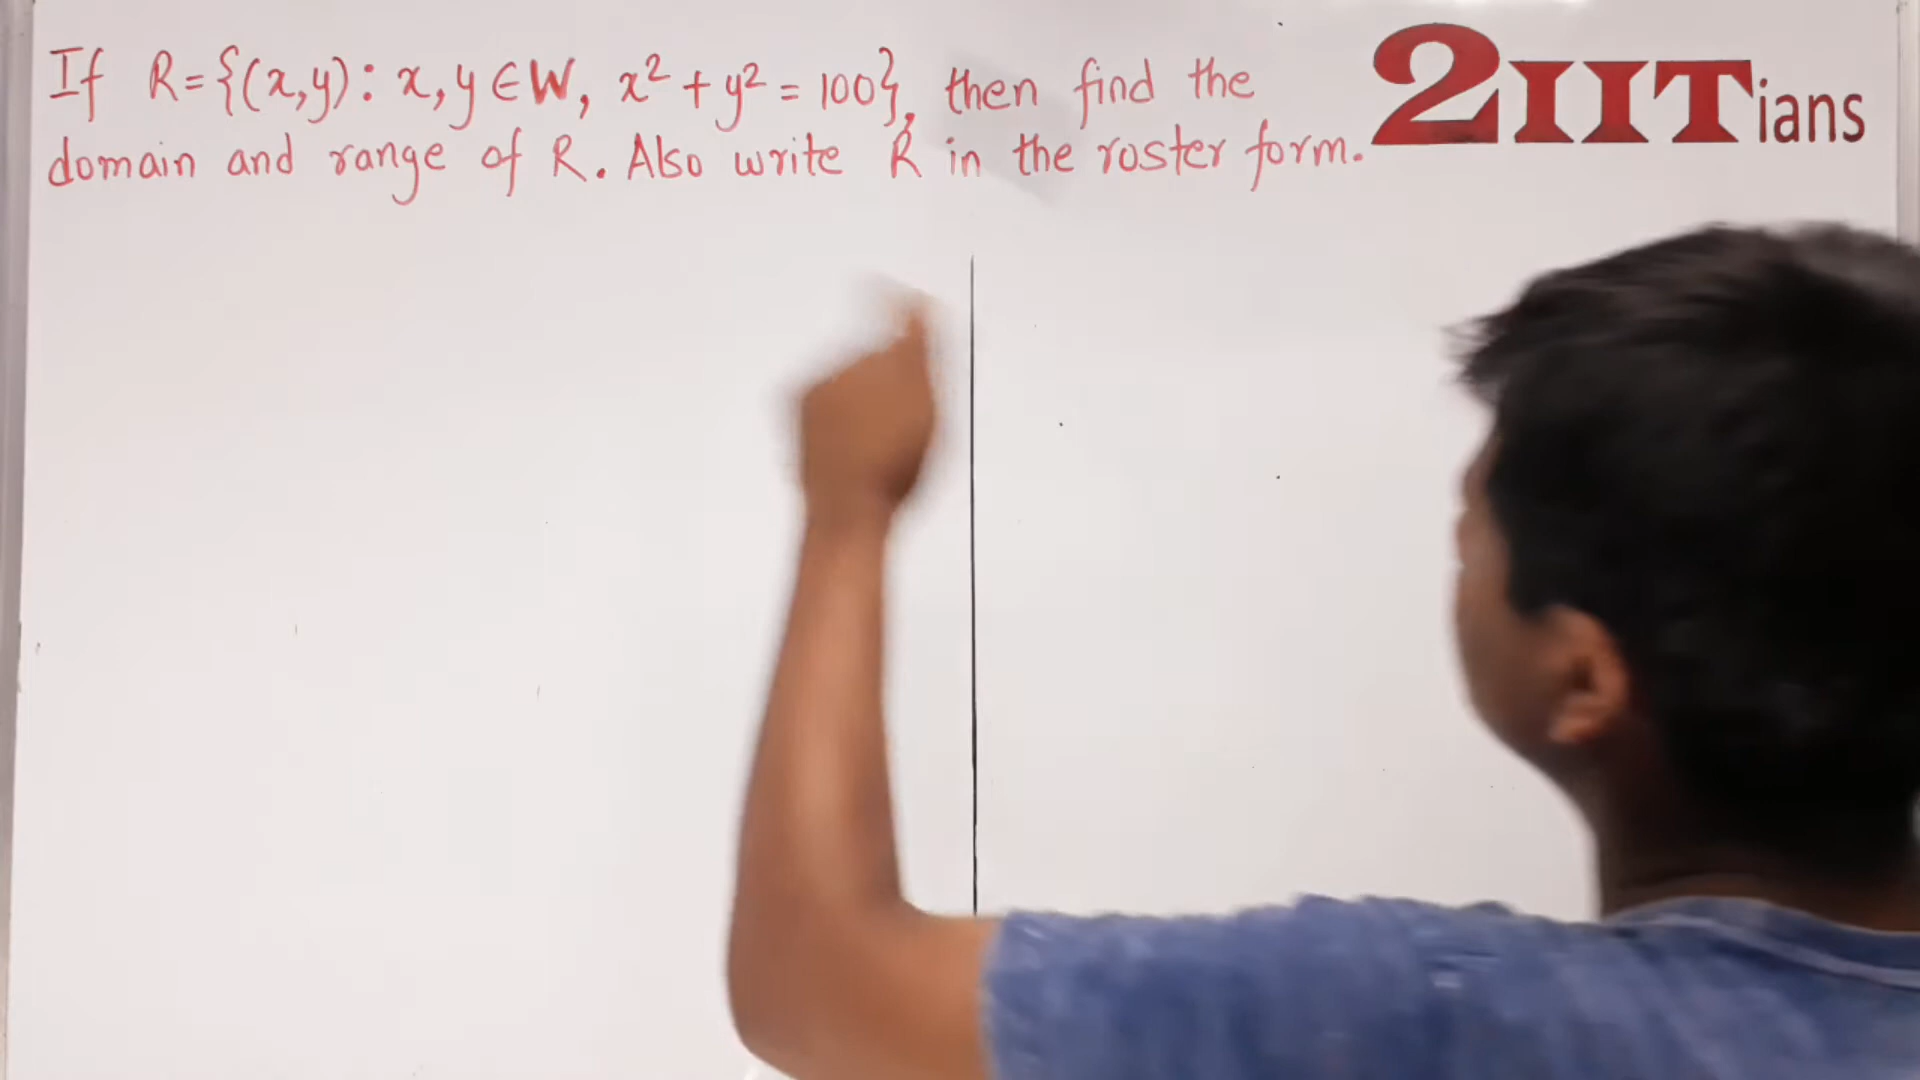 If R={(x,y): x,y∈W, x²+y²=100}, then find the
domain and range of R. Also write R in the roster form.
2IITians